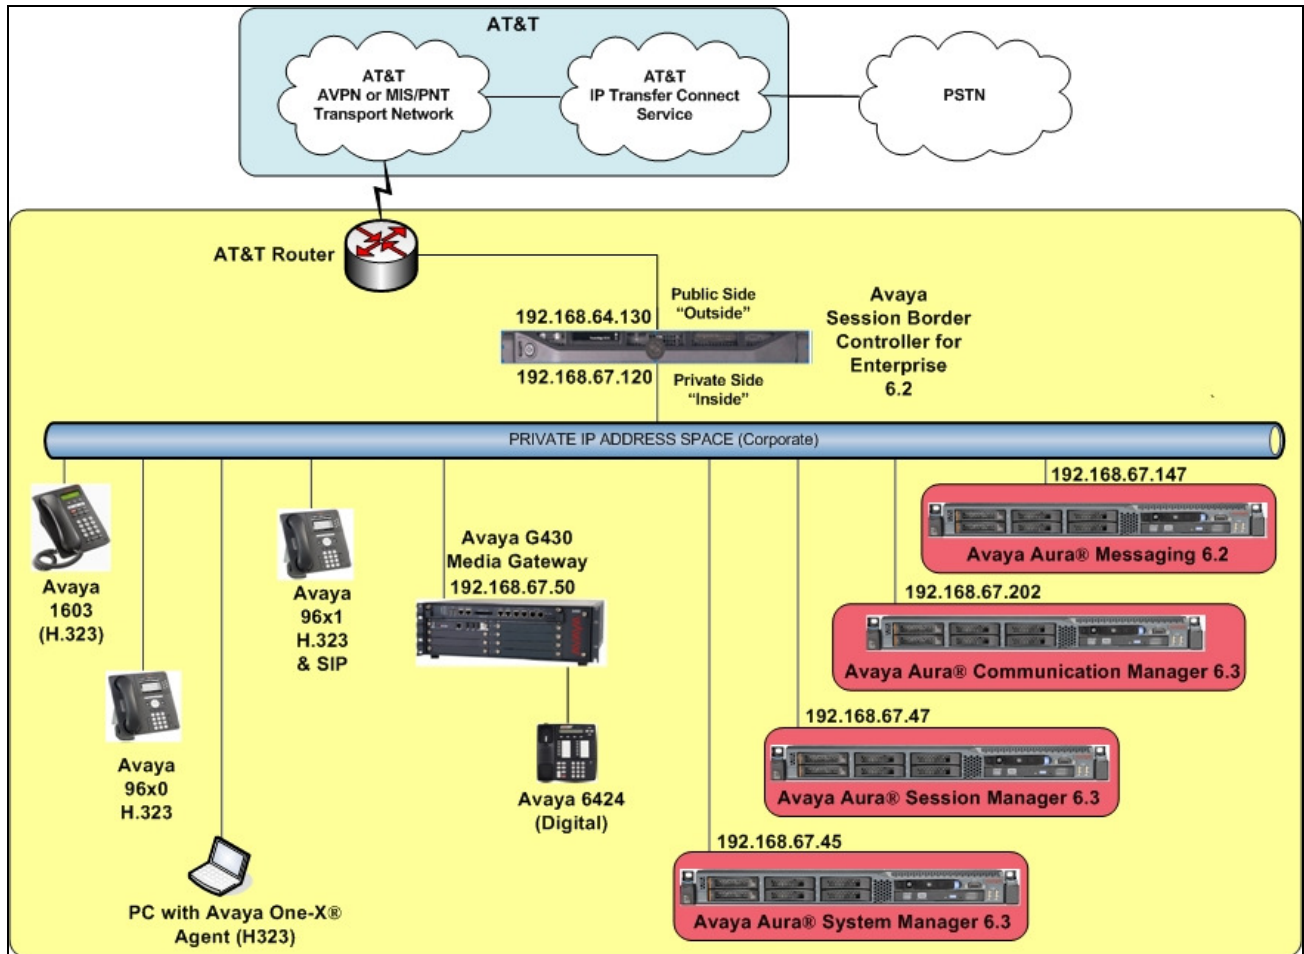 AT&T
AT&T
AVPN or MIS/PNT
Transport Network
AT&T
IP Transfer Connect
Service
PSTN
AT&T Router
Public Side
“Outside”
192.168.64.130
192.168.67.120
Private Side
“Inside”
Avaya
Session Border
Controller for
Enterprise
6.2
PRIVATE IP ADDRESS SPACE (Corporate)
Avaya
1603
(H.323)
Avaya
96x0
H.323
PC with Avaya One-X®
Agent (H323)
Avaya
96x1
H.323
& SIP
Avaya G430
Media Gateway
192.168.67.50
Avaya 6424
(Digital)
192.168.67.147
Avaya Aura® Messaging 6.2
192.168.67.202
Avaya Aura® Communication Manager 6.3
192.168.67.47
Avaya Aura® Session Manager 6.3
192.168.67.45
Avaya Aura® System Manager 6.3